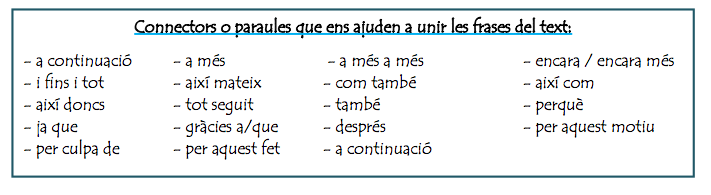 Connectors o paraules que ens ajuden a unir les frases del text:
- a continuació - a més - a més a més - encara / encara més
- i fins i tot - així mateix - com també - així com
- així doncs - tot seguit - també - perquè
- ja que - gràcies a/que - després - per aquest motiu
- per culpa de - per aquest fet - a continuació